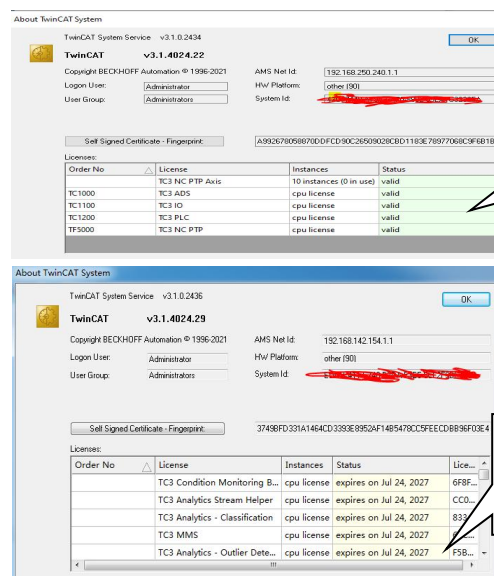 About TwinCAT System
TwinCAT System Service v3.1.0.2434
OK
TwinCAT v3.1.4024.22
Copyright BECKHOFF Automation © 1996-2021
AMS Net Id: 192.168.250.240.1.1
Logon User: Administrator
HW Platform: other (90)
User Group: Administrators
System Id:
Self Signed Certificate - Fingerprint: A992678058870DDFCD90C26509028CBD1183E78977068C9F6B1B
Licenses:
Order No License Instances Status
TC3 NC PTP Axis 10 instances (0 in use) valid
TC1000 TC3 ADS cpu license valid
TC1100 TC3 IO cpu license valid
TC1200 TC3 PLC cpu license valid
TF5000 TC3 NC PTP cpu license valid
About TwinCAT System
TwinCAT System Service v3.1.0.2436
OK
TwinCAT v3.1.4024.29
Copyright BECKHOFF Automation © 1996-2021
AMS Net Id: 192.168.142.154.1.1
Logon User: Administrator
HW Platform: other (90)
User Group: Administrators
System Id:
Self Signed Certificate - Fingerprint: 3749BFD331A1464CD3393E8952AF14B5478CC5FEECDBB96F03E4
Licenses:
Order No License Instances Status Lice...
TC3 Condition Monitoring B... cpu license expires on Jul 24, 2027 6F8F...
TC3 Analytics Stream Helper cpu license expires on Jul 24, 2027 CC0...
TC3 Analytics - Classification cpu license expires on Jul 24, 2027 833
TC3 MMS cpu license expires on Jul 24, 2027
TC3 Analytics - Outlier Dete... cpu license expires on Jul 24, 2027 F5B...